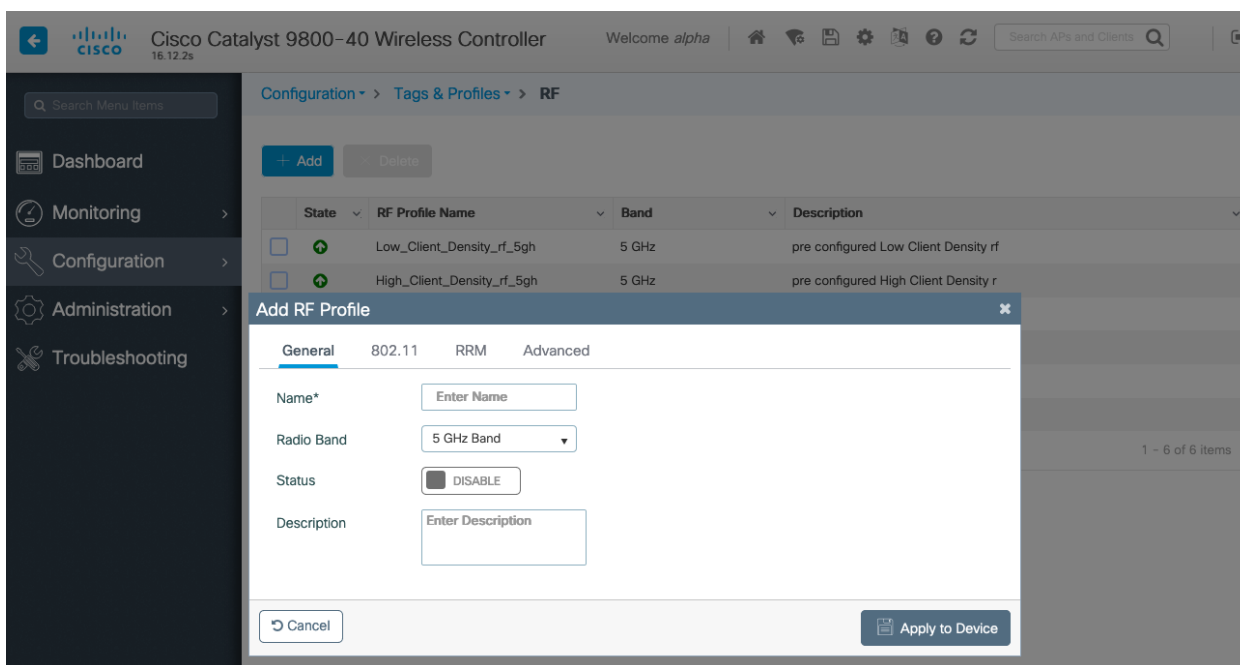 CISCO
Cisco Catalyst 9800-40 Wireless Controller
16.12.2s
Welcome alpha
Search APs and Clients
Search Menu Items
Configuration > Tags & Profiles > RF
Dashboard
+ Add
Delete
Monitoring
State RF Profile Name Band Description
Low_Client_Density_rf_5gh 5 GHz pre configured Low Client Density rf
Configuration
High_Client_Density_rf_5gh 5 GHz pre configured High Client Density r
Administration
Add RF Profile
General 802.11 RRM Advanced
Troubleshooting
Name* Enter Name
Radio Band 5 GHz Band
1 - 6 of 6 items
Status DISABLE
Description Enter Description
Cancel
Apply to Device